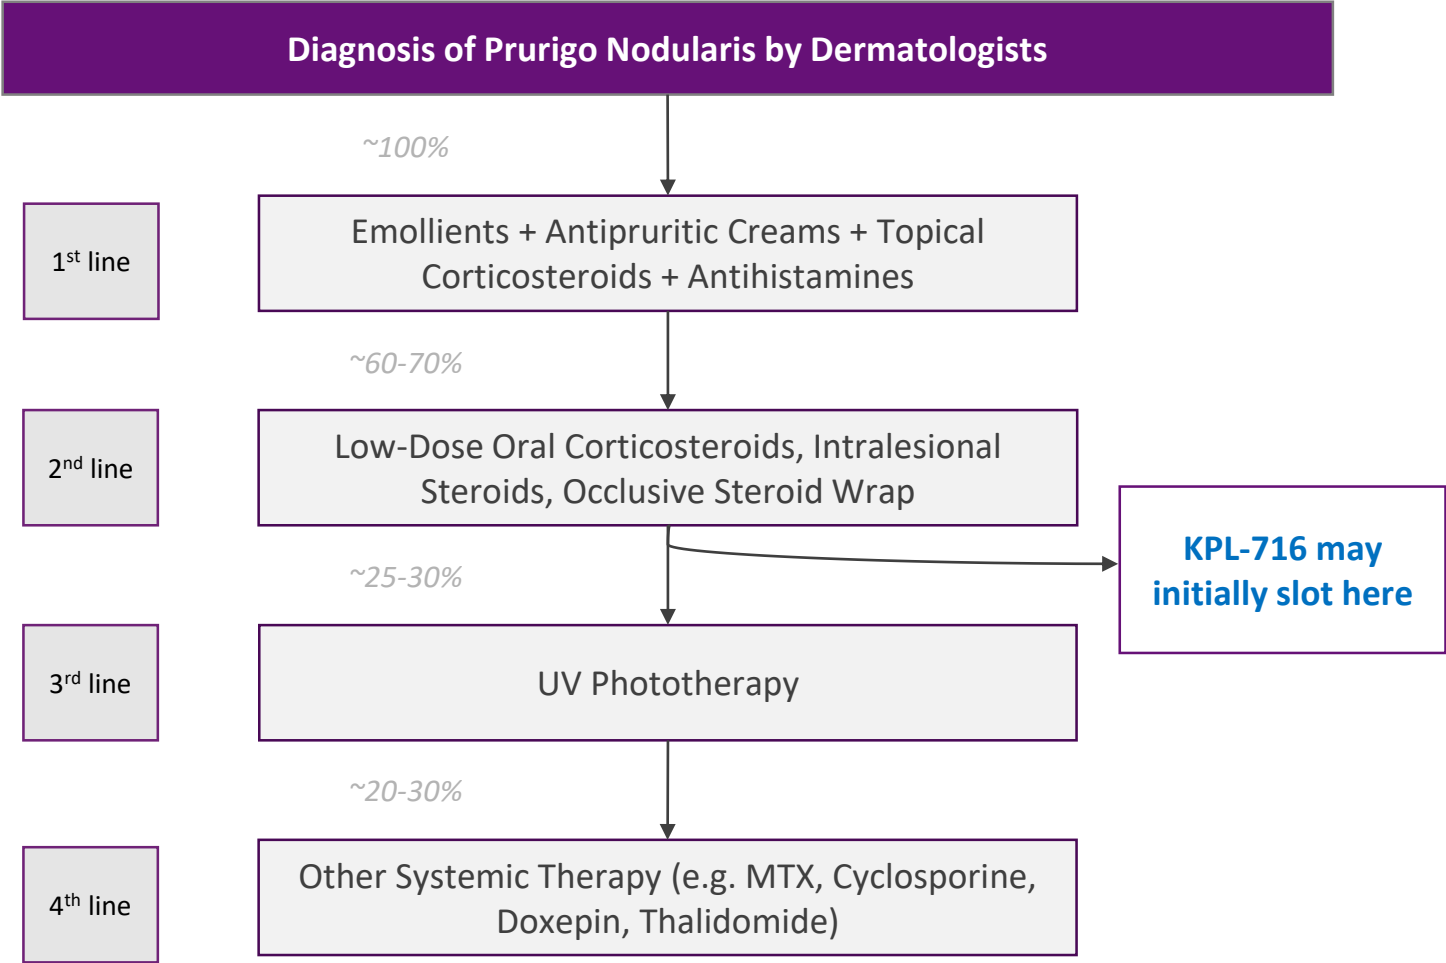 Diagnosis of Prurigo Nodularis by Dermatologists
~100%
1st line
Emollients + Antipruritic Creams + Topical
Corticosteroids + Antihistamines
~60-70%
2nd line
Low-Dose Oral Corticosteroids, Intralesional
Steroids, Occlusive Steroid Wrap
KPL-716 may
initially slot here
~25-30%
3rd line
UV Phototherapy
~20-30%
4th line
Other Systemic Therapy (e.g. MTX, Cyclosporine,
Doxepin, Thalidomide)